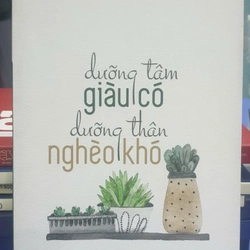 dưỡng tâm
giàu có
dưỡng thân
nghèo khó